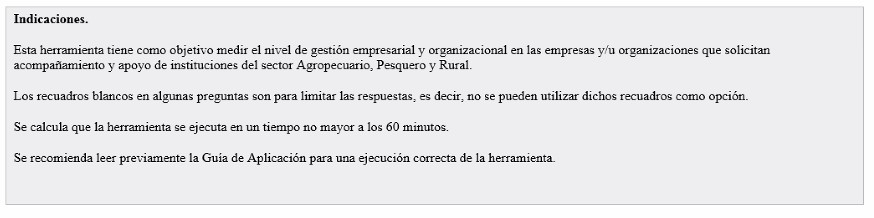 Indicaciones.
Esta herramienta tiene como objetivo medir el nivel de gestión empresarial y organizacional en las empresas y/u organizaciones que solicitan
acompañamiento y apoyo de instituciones del sector Agropecuario, Pesquero y Rural.
Los recuadros blancos en algunas preguntas son para limitar las respuestas, es decir, no se pueden utilizar dichos recuadros como opción.
Se calcula que la herramienta se ejecuta en un tiempo no mayor a los 60 minutos.
Se recomienda leer previamente la Guía de Aplicación para una ejecución correcta de la herramienta.